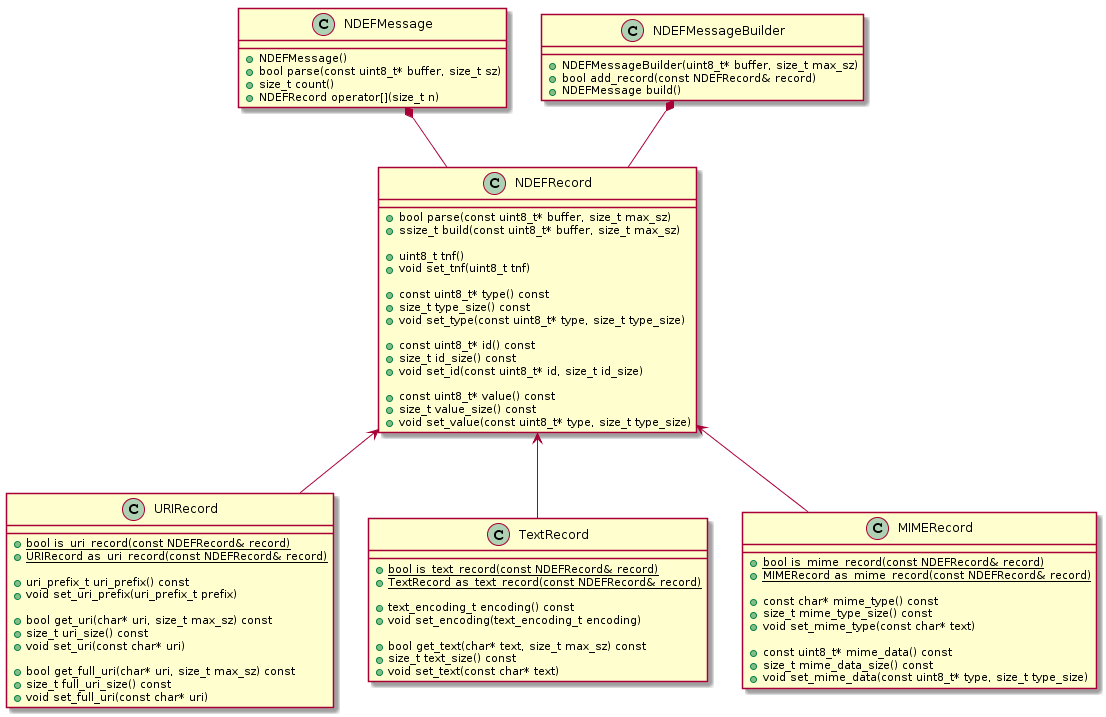 C NDEFMessage
NDEFMessage()
bool parse(const uint8_t* buffer, size_t sz)
size_t count()
NDEFRecord operator[](size_t n)
C NDEFMessageBuilder
NDEFMessageBuilder(uint8_t* buffer, size_t max_sz)
bool add_record(const NDEFRecord& record)
NDEFMessage build()
C NDEFRecord
bool parse(const uint8_t* buffer, size_t max_sz)
ssize_t build(const uint8_t* buffer, size_t max_sz)
uint8_t tnf()
void set_tnf(uint8_t tnf)
const uint8_t* type() const
size_t type_size() const
void set_type(const uint8_t* type, size_t type_size)
const uint8_t* id() const
size_t id_size() const
void set_id(const uint8_t* id, size_t id_size)
const uint8_t* value() const
size_t value_size() const
void set_value(const uint8_t* type, size_t type_size)
C URIRecord
bool is_uri_record(const NDEFRecord& record)
URIRecord as_uri_record(const NDEFRecord& record)
uri_prefix_t uri_prefix() const
void set_uri_prefix(uri_prefix_t prefix)
bool get_uri(char* uri, size_t max_sz) const
size_t uri_size() const
void set_uri(const char* uri)
bool get_full_uri(char* uri, size_t max_sz) const
size_t full_uri_size() const
void set_full_uri(const char* uri)
C TextRecord
bool is_text_record(const NDEFRecord& record)
TextRecord as_text_record(const NDEFRecord& record)
text_encoding_t encoding() const
void set_encoding(text_encoding_t encoding)
bool get_text(char* text, size_t max_sz) const
size_t text_size() const
void set_text(const char* text)
C MIMERecord
bool is_mime_record(const NDEFRecord& record)
MIMERecord as_mime_record(const NDEFRecord& record)
const char* mime_type() const
size_t mime_type_size() const
void set_mime_type(const char* text)
const uint8_t* mime_data() const
size_t mime_data_size() const
void set_mime_data(const uint8_t* type, size_t type_size)